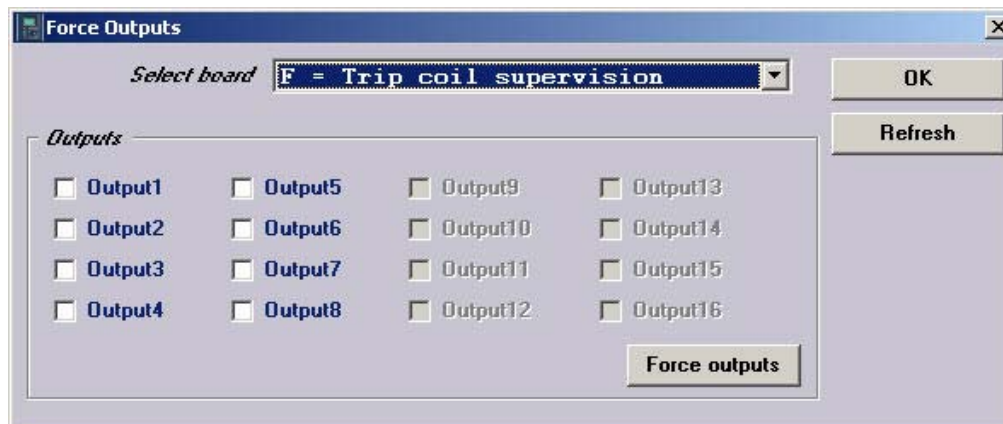 Force Outputs
Select board F = Trip coil supervision
OK
Refresh
Outputs
Output1 Output5 Output9 Output13
Output2 Output6 Output10 Output14
Output3 Output7 Output11 Output15
Output4 Output8 Output12 Output16
Force outputs